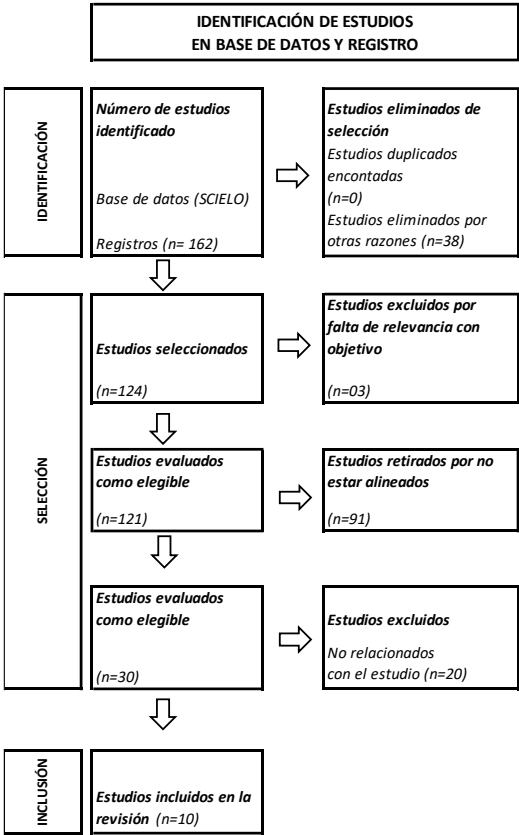 IDENTIFICACIÓN DE ESTUDIOS
EN BASE DE DATOS Y REGISTRO
IDENTIFICACIÓN
Número de estudios
identificado
Base de datos (SCIELO)
Registros (n= 162)
Estudios eliminados de
selección
Estudios duplicados
encontadas
(n=0)
Estudios eliminados por
otras razones (n=38)
SELECCIÓN
Estudios seleccionados
(n=124)
Estudios excluidos por
falta de relevancia con
objetivo
(n=03)
Estudios evaluados
como elegible
(n=121)
Estudios retirados por no
estar alineados
(n=91)
Estudios evaluados
como elegible
(n=30)
Estudios excluidos
No relacionados
con el estudio (n=20)
INCLUSIÓN
Estudios incluidos en la
revisión (n=10)